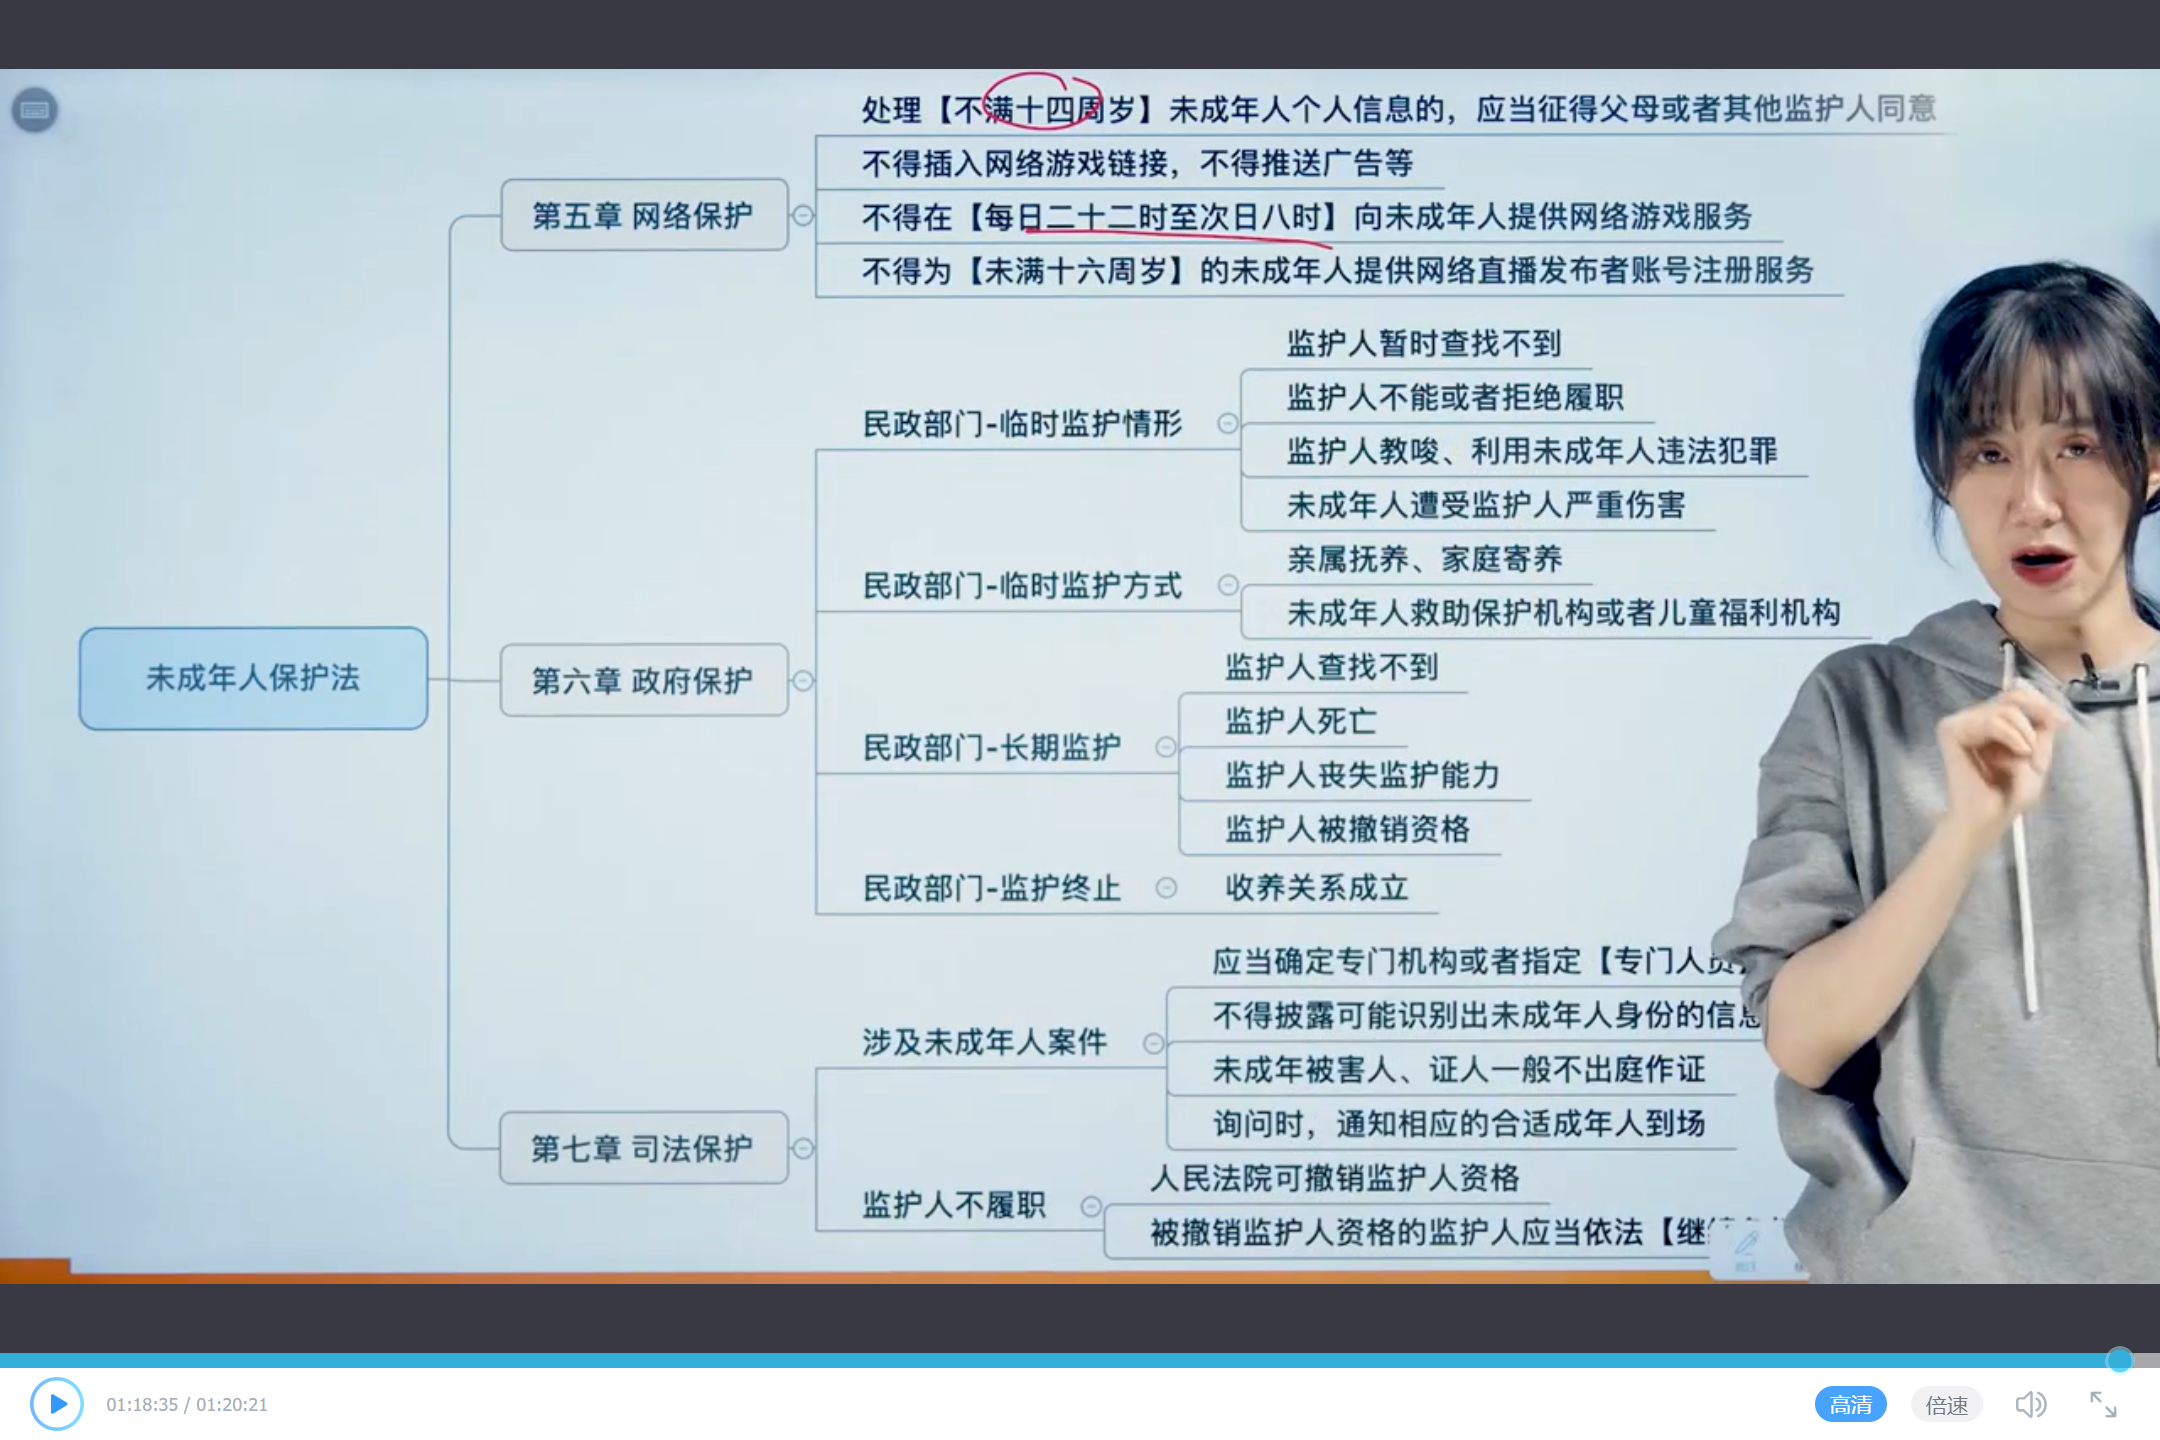 处理【不满十四周岁】未成年人个人信息的，应当征得父母或者其他监护人同意
不得插入网络游戏链接，不得推送广告等
第五章 网络保护
不得在【每日二十二时至次日八时】向未成年人提供网络游戏服务
不得为【未满十六周岁】的未成年人提供网络直播发布者账号注册服务
监护人暂时查找不到
监护人不能或者拒绝履职
民政部门-临时监护情形
监护人教唆、利用未成年人违法犯罪
未成年人遭受监护人严重伤害
亲属抚养、家庭寄养
民政部门-临时监护方式
未成年人救助保护机构或者儿童福利机构
未成年人保护法
第六章 政府保护
监护人查找不到
监护人死亡
民政部门-长期监护
监护人丧失监护能力
监护人被撤销资格
民政部门-监护终止
收养关系成立
应当确定专门机构或者指定【专门人员
不得披露可能识别出未成年人身份的信息
涉及未成年人案件
未成年被害人、证人一般不出庭作证
询问时，通知相应的合适成年人到场
第七章 司法保护
人民法院可撤销监护人资格
监护人不履职
被撤销监护人资格的监护人应当依法【继
01:18:35 / 01:20:21
高清
倍速